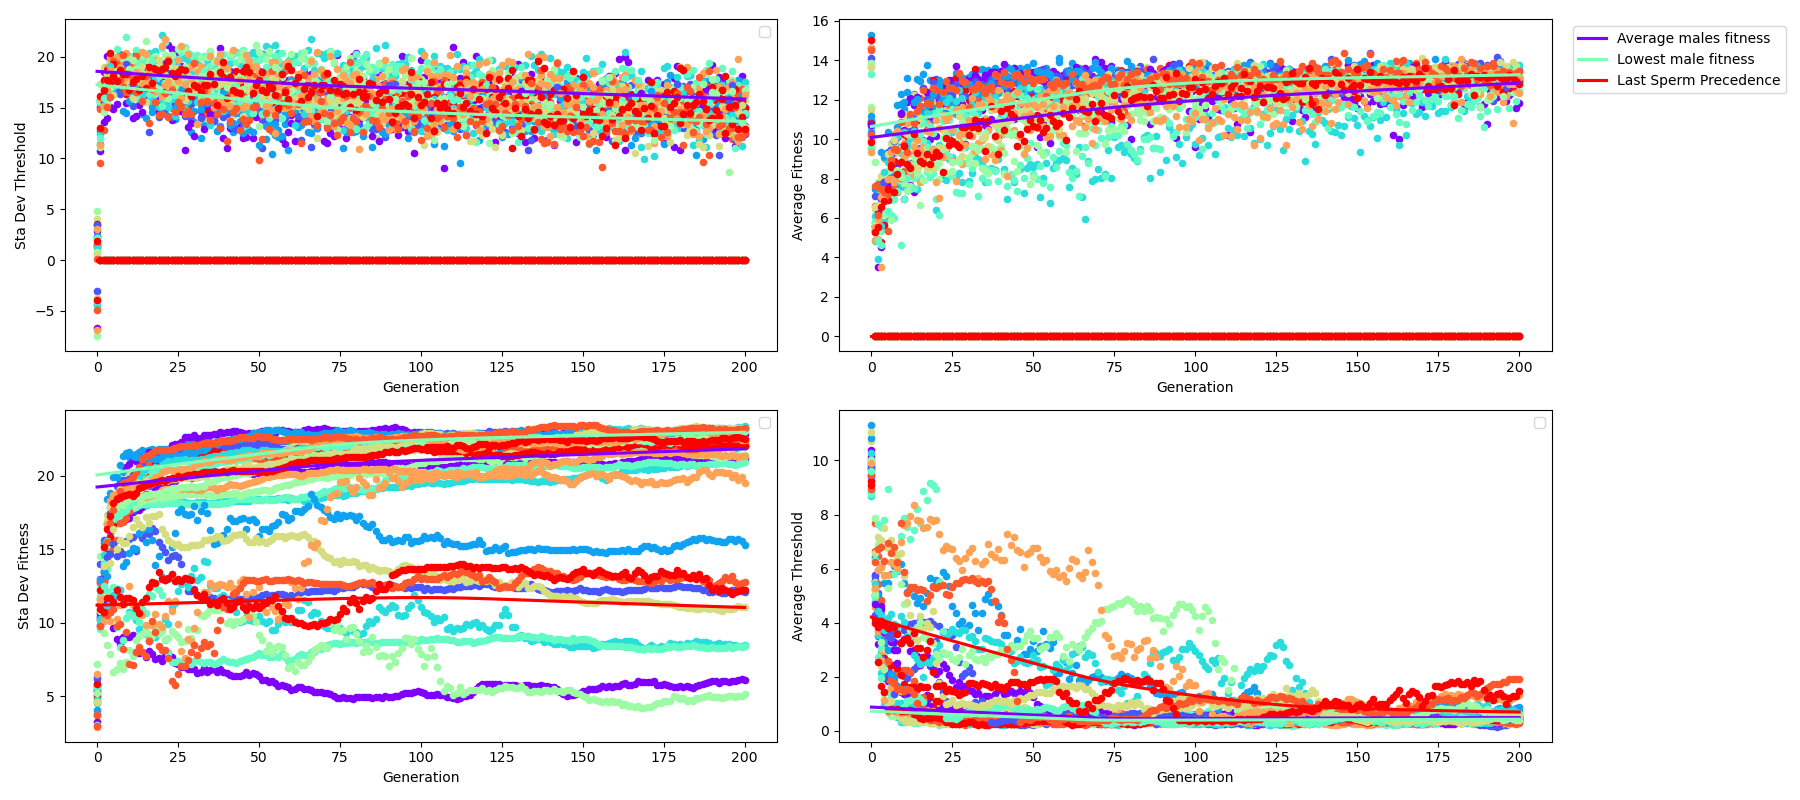 20
15
10
5
0
−5
Sta Dev Threshold
0 25 50 75 100 125 150 175 200
Generation
16
14
12
10
8
6
4
2
0
Average Fitness
0 25 50 75 100 125 150 175 200
Generation
Average males fitness
Lowest male fitness
Last Sperm Precedence
20
15
10
5
Sta Dev Fitness
0 25 50 75 100 125 150 175 200
Generation
10
8
6
4
2
0
Average Threshold
0 25 50 75 100 125 150 175 200
Generation